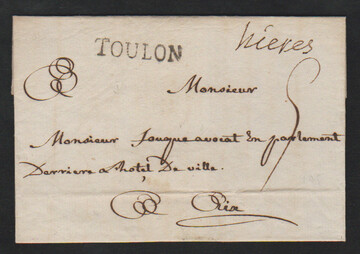 TOULON
hieres
Monsieur
Monsieur Jouque avocat En parlement
Derriere a hotel De ville.
Aix